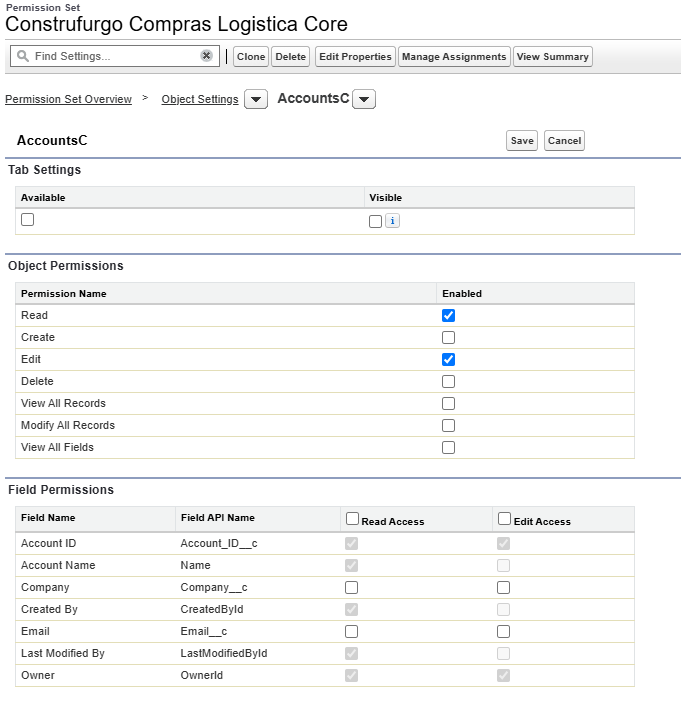 Permission Set
Construfurgo Compras Logistica Core
Find Settings... Clone Delete Edit Properties Manage Assignments View Summary
Permission Set Overview > Object Settings AccountsC
AccountsC Save Cancel
Tab Settings
Available Visible
i
Object Permissions
Permission Name Enabled
Read
Create
Edit
Delete
View All Records
Modify All Records
View All Fields
Field Permissions
Field Name Field API Name Read Access Edit Access
Account ID Account_ID__c
Account Name Name
Company Company__c
Created By CreatedById
Email Email__c
Last Modified By LastModifiedById
Owner OwnerId